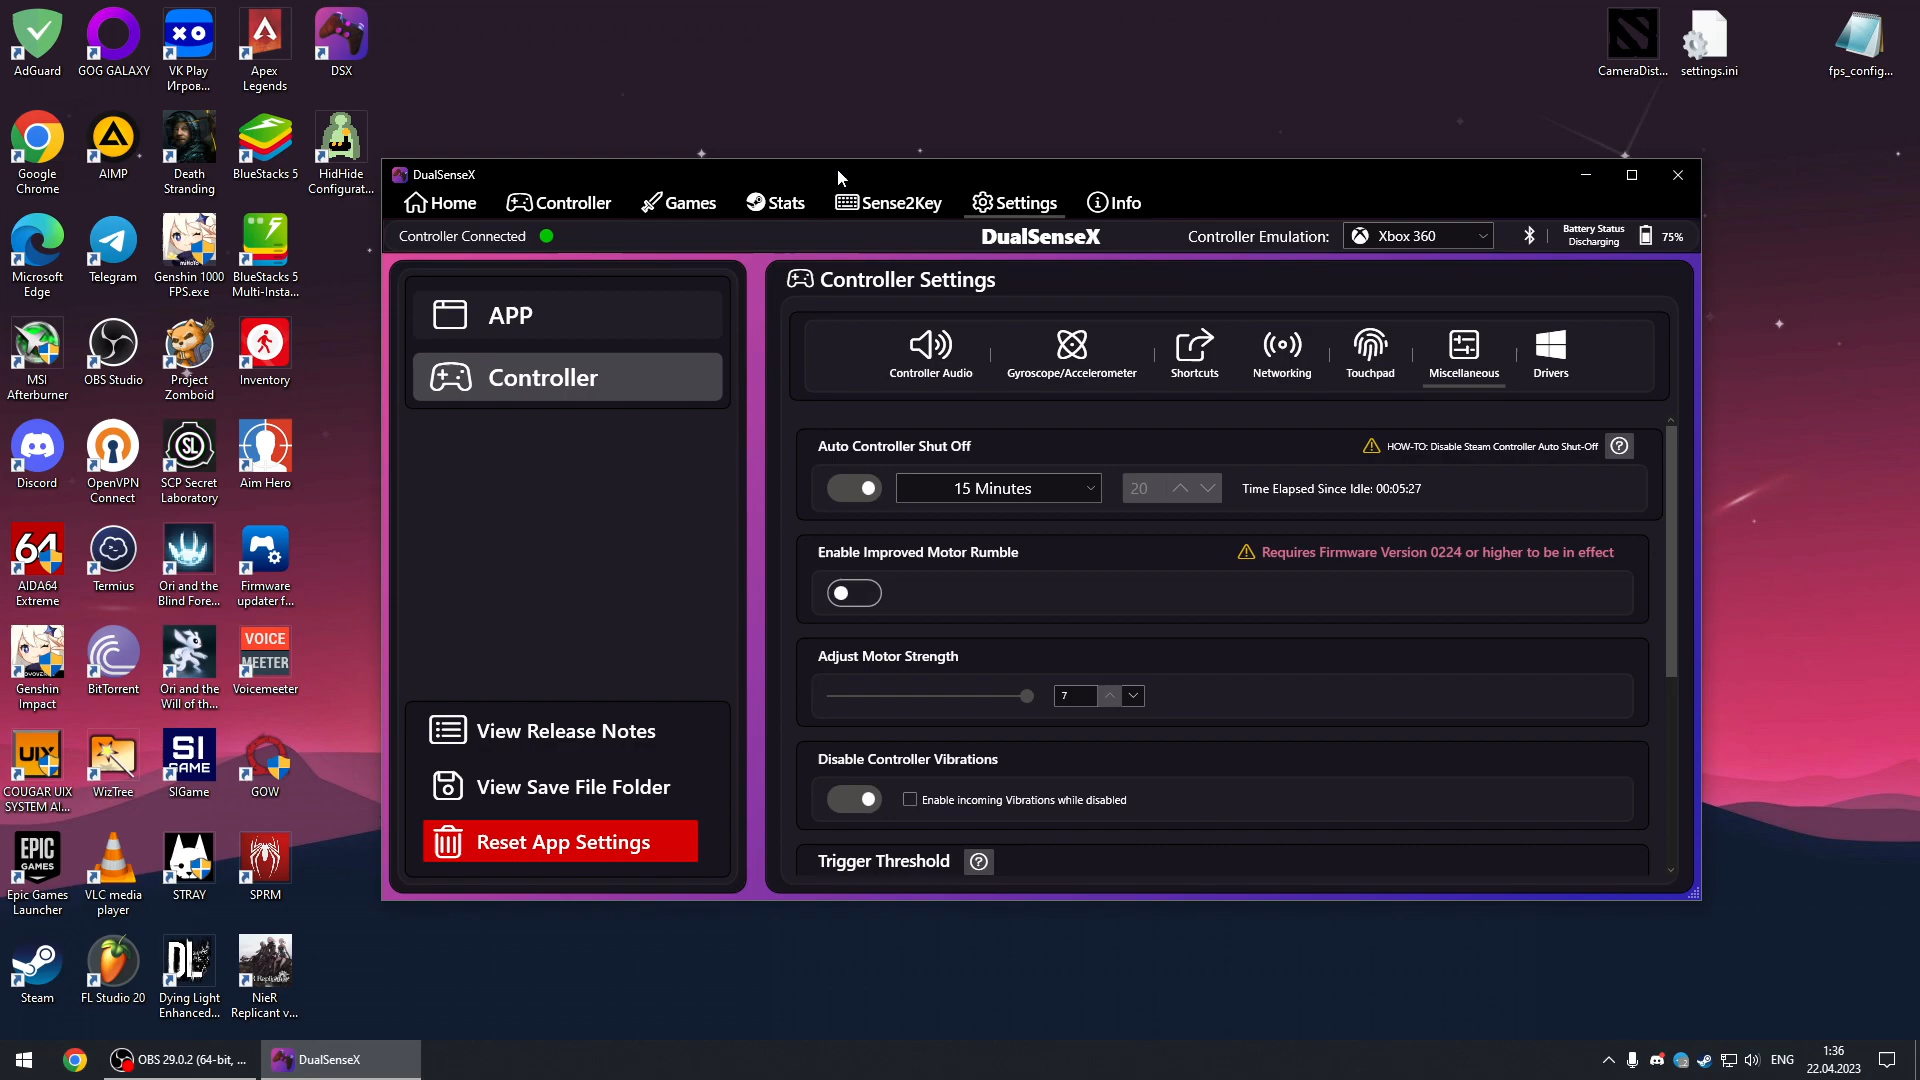 AdGuard
GOG GALAXY
VK Play
Игров...
Apex
Legends
DSX
CameraDist...
settings.ini
fps_config...
Google
Chrome
AIMP
Death
Stranding
BlueStacks 5
HidHide
Configurat...
Microsoft
Edge
Telegram
Genshin 1000
FPS.exe
BlueStacks 5
Multi-Insta...
MSI
Afterburner
OBS Studio
Project
Zomboid
Inventory
Discord
OpenVPN
Connect
SCP Secret
Laboratory
Aim Hero
64
AIDA64
Extreme
Termius
Ori and the
Blind Fore...
Firmware
updater f...
Genshin
Impact
BitTorrent
Ori and the
Will of th...
VOICE
MEETER
Voicemeeter
UIX
COUGAR UIX
SYSTEM AI...
WizTree
SI
GAME
SIGame
GOW
EPIC
GAMES
Epic Games
Launcher
VLC media
player
STRAY
SPRM
Steam
FL Studio 20
DL
Dying Light
Enhanced...
NieR
Replicant v...
DualSenseX
Home
Controller
Games
Stats
Sense2Key
Settings
Info
Controller Connected
DualSenseX
Controller Emulation:
Xbox 360
Battery Status
Discharging
75%
APP
Controller
View Release Notes
View Save File Folder
Reset App Settings
Controller Settings
Controller Audio
Gyroscope/Accelerometer
Shortcuts
Networking
Touchpad
Miscellaneous
Drivers
Auto Controller Shut Off
HOW-TO: Disable Steam Controller Auto Shut-Off
15 Minutes
20
Time Elapsed Since Idle: 00:05:27
Enable Improved Motor Rumble
Requires Firmware Version 0224 or higher to be in effect
Adjust Motor Strength
7
Disable Controller Vibrations
Enable incoming Vibrations while disabled
Trigger Threshold
OBS 29.0.2 (64-bit, ...
DualSenseX
ENG
1:36
22.04.2023